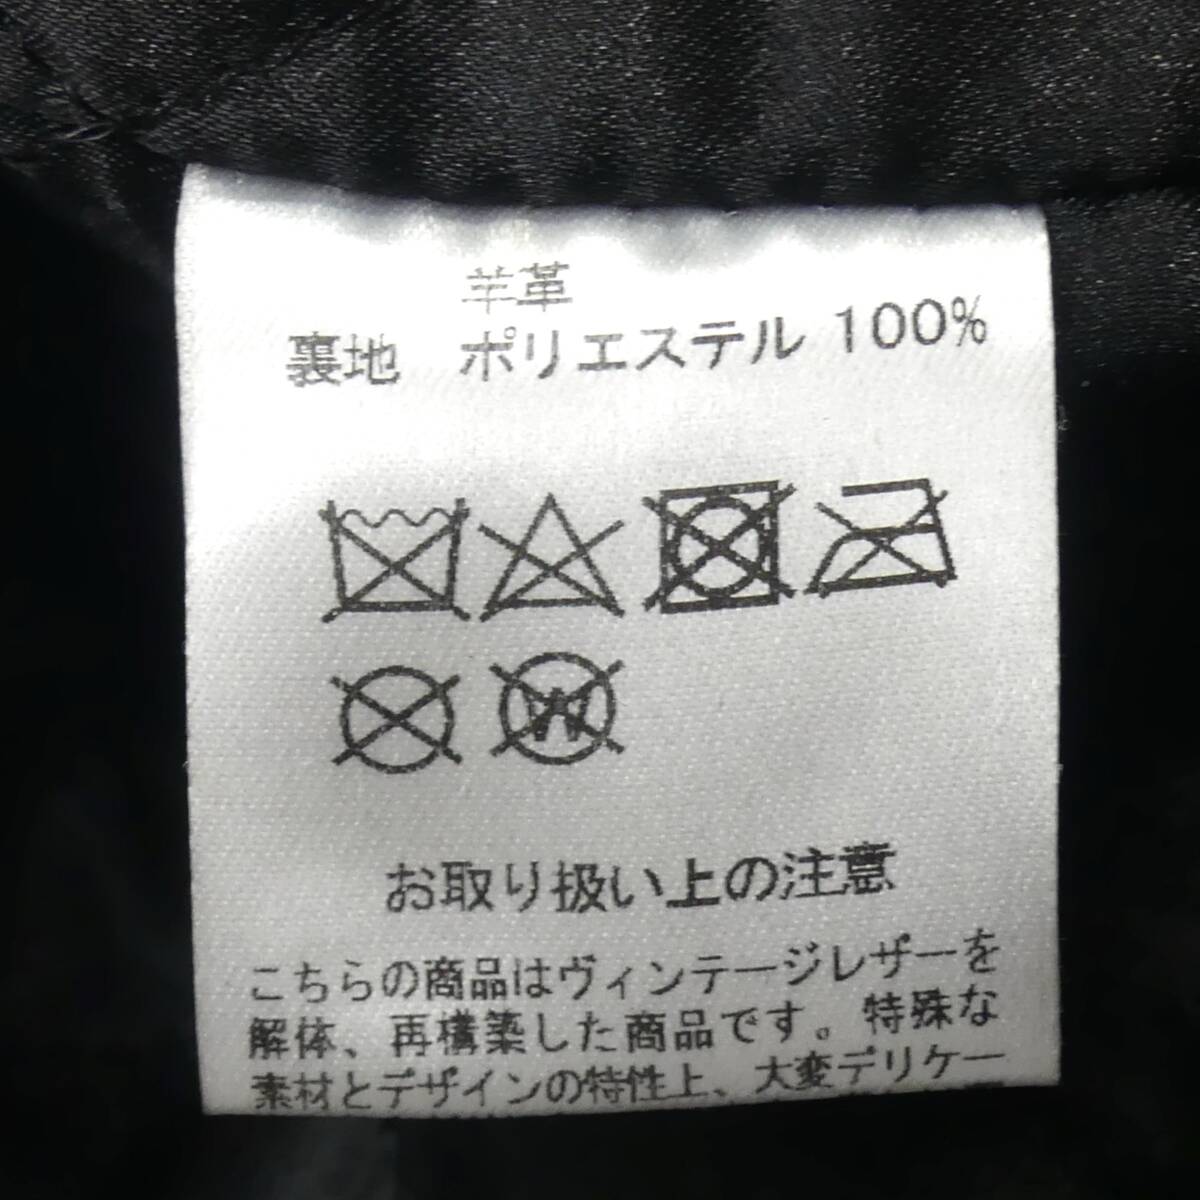 羊革
裏地 ポリエステル 100%
W
お取り扱い上の注意
こちらの商品はヴィンテージレザーを
解体、再構築した商品です。特殊な
素材とデザインの特性上、大変デリケー